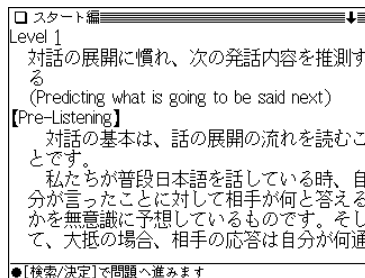 □ スタート編
Level 1
対話の展開に慣れ、次の発話内容を推測す
る
(Predicting what is going to be said next)
【Pre-Listening】
対話の基本は、話の展開の流れを読むこ
とです。
私たちが普段日本語を話している時、自
分が言ったことに対して相手が何と答える
かを無意識に予想しているものです。そし
て、大抵の場合、相手の応答は自分が何通
●[検索/決定]で問題へ進みます